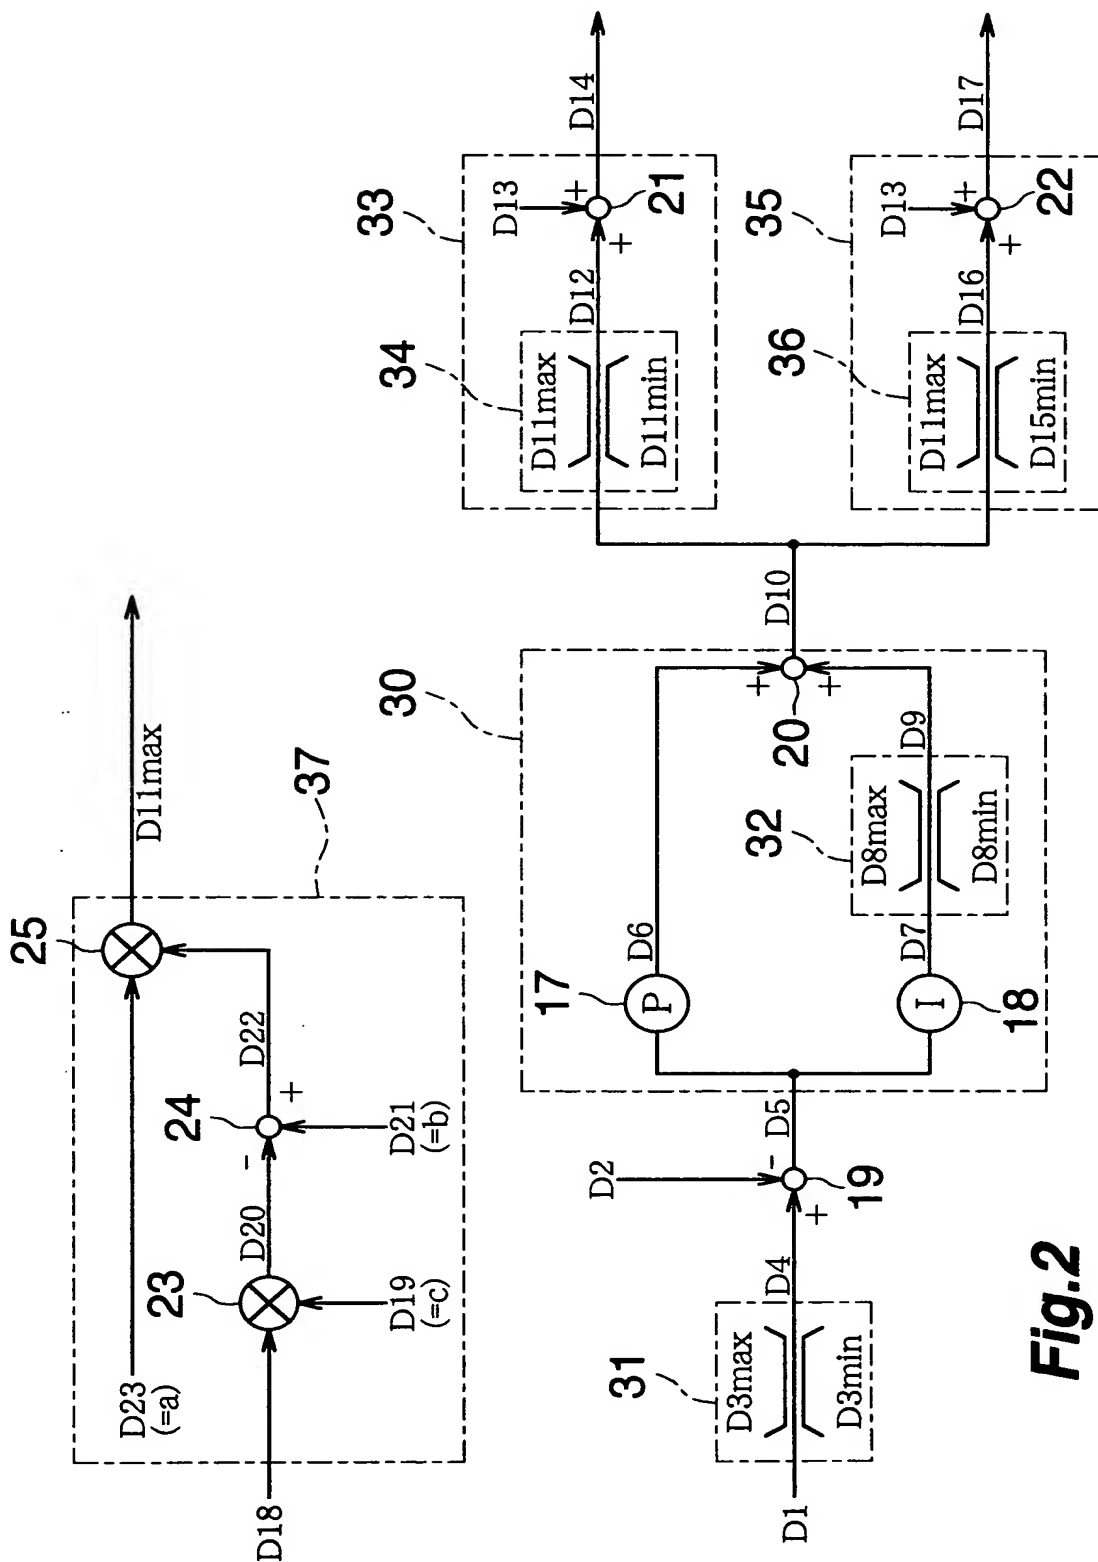 D23
(=a)
25
D11max
D18
23
D20
-
24
D22
+
D19
(=c)
D21
(=b)
37
D1
31
D3max
D3min
D4
+
D2
-
19
D5
30
17
P
D6
I
18
D7
32
D8max
D8min
D9
+
+
20
D10
33
34
D11max
D11min
D12
+
D13
+
21
D14
35
36
D11max
D15min
D16
+
D13
+
22
D17
Fig.2